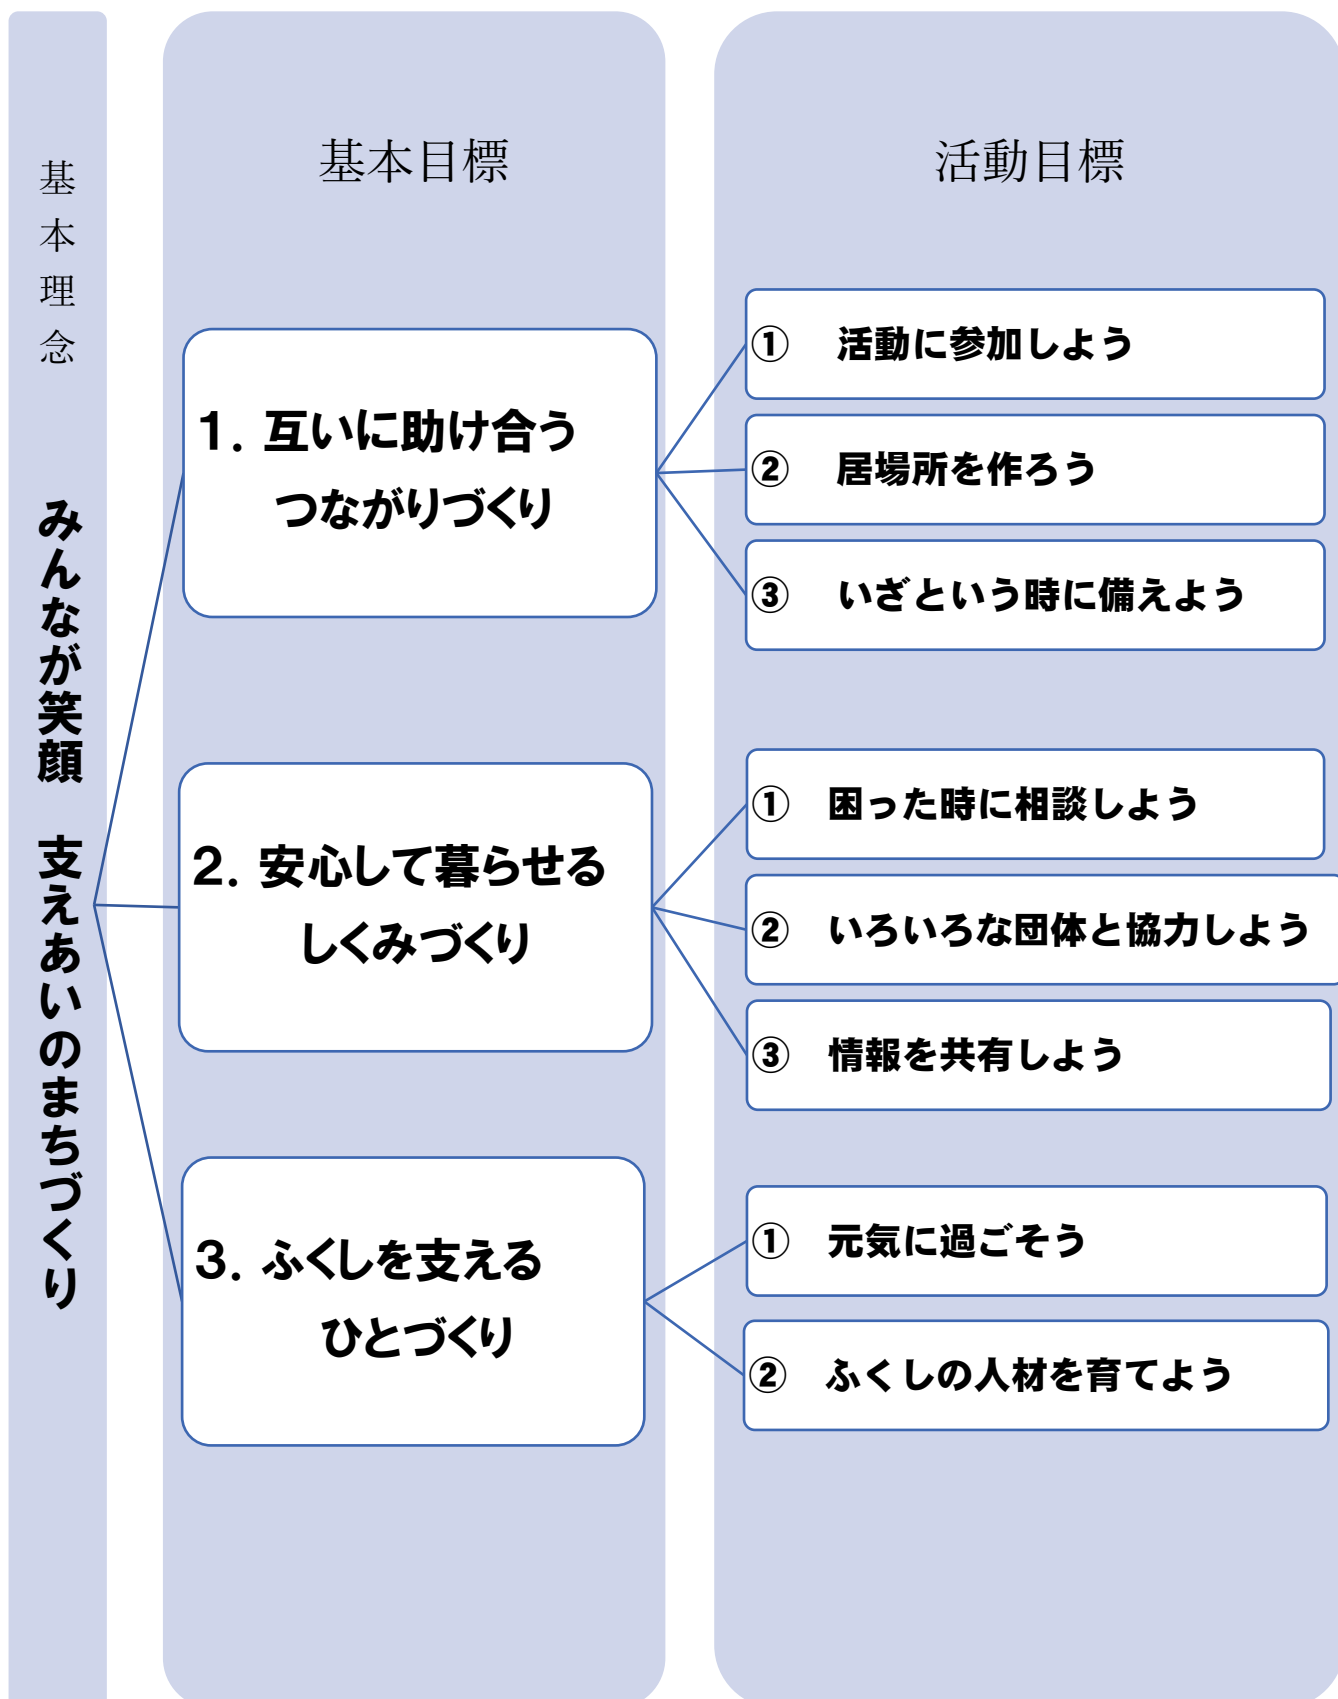 基本理念　みんなが笑顔　支えあいのまちづくり
基本目標
1. 互いに助け合う
つながりづくり
2. 安心して暮らせる
しくみづくり
3. ふくしを支える
ひとづくり
活動目標
①　活動に参加しよう
②　居場所を作ろう
③　いざという時に備えよう
①　困った時に相談しよう
②　いろいろな団体と協力しよう
③　情報を共有しよう
①　元気に過ごそう
②　ふくしの人材を育てよう